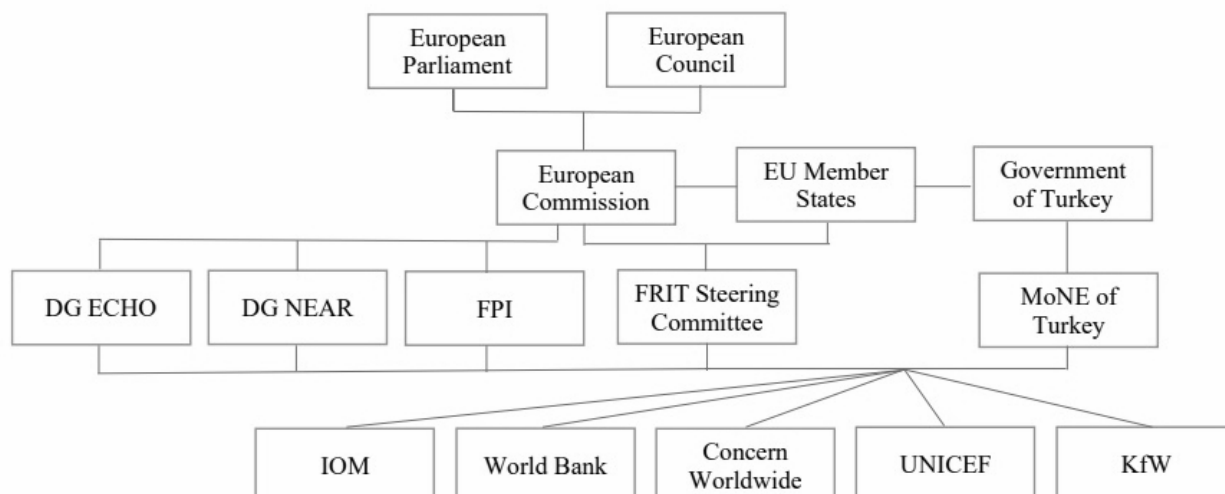 European
Parliament
European
Council
European
Commission
EU Member
States
Government
of Turkey
DG ECHO
DG NEAR
FPI
FRIT Steering
Committee
MoNE of
Turkey
IOM
World Bank
Concern
Worldwide
UNICEF
KfW